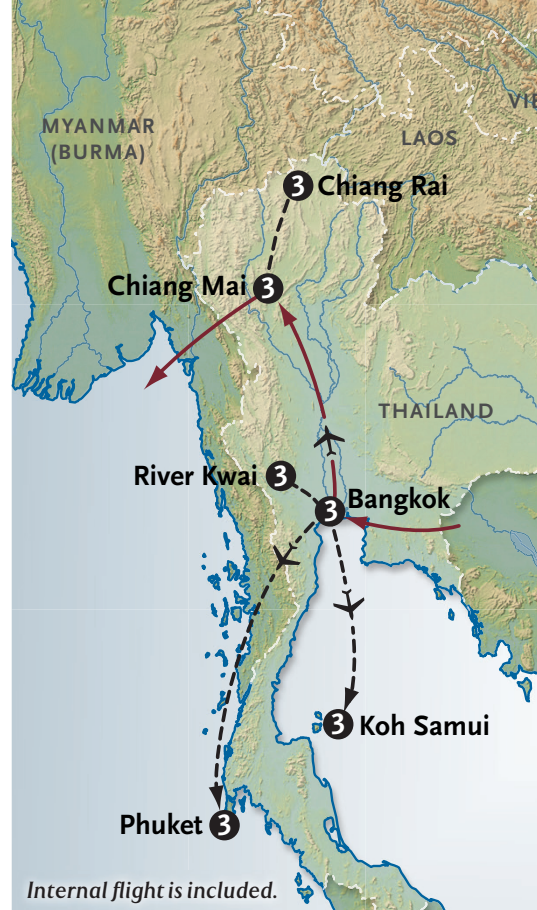 MYANMAR
(BURMA)
VIE
LAOS
3 Chiang Rai
Chiang Mai 3
THAILAND
River Kwai 3
3 Bangkok
3 Koh Samui
Phuket 3
Internal flight is included.